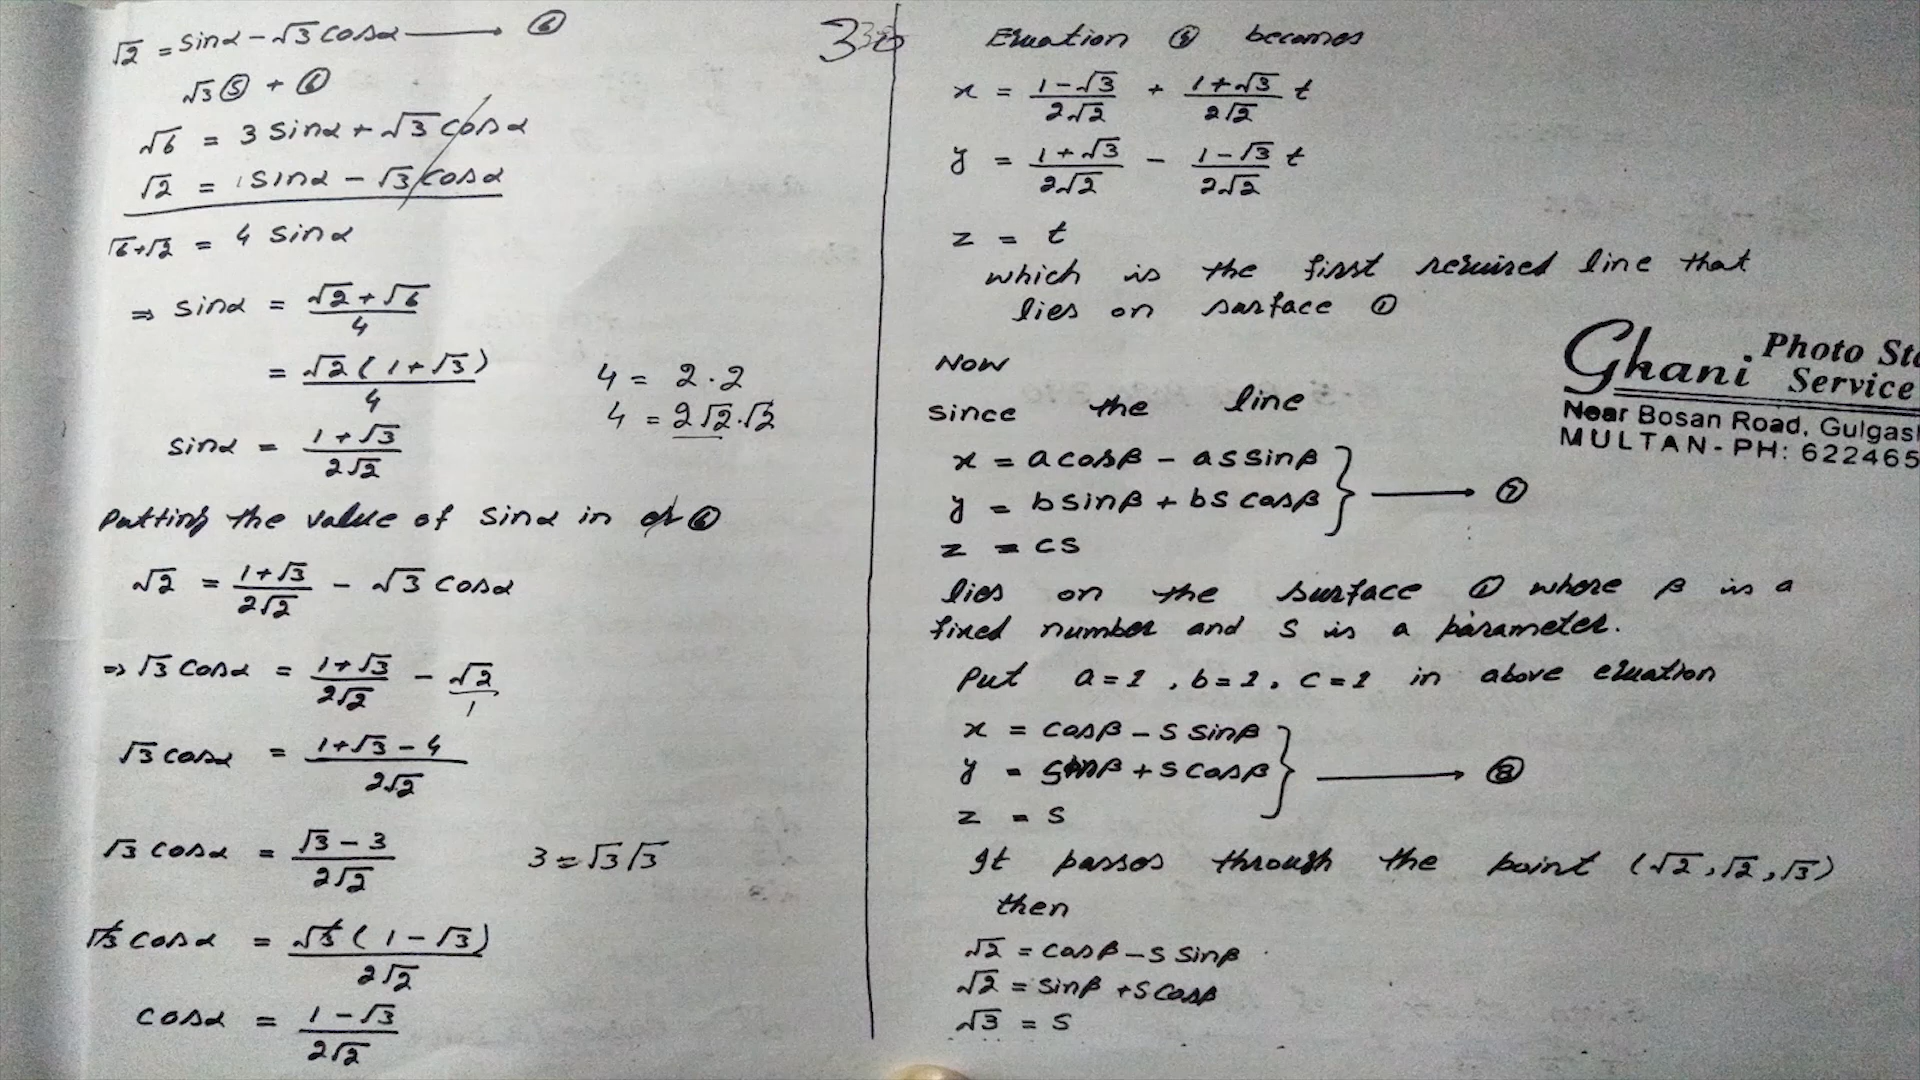 √2 = sinα - √3 cosα ⟶ ⑥
√3 ⑤ + ⑥
√6 = 3 sinα + √3 cosα
√2 = sinα - √3 cosα
√6+√2 = 4 sinα
⇒ sinα = (√2+√6)/4
= √2(1+√3)/4
4 = 2·2
4 = 2√2·√2
sinα = (1+√3)/(2√2)
Putting the value of sinα in ⑥
√2 = (1+√3)/(2√2) - √3 cosα
⇒ √3 cosα = (1+√3)/(2√2) - √2/1
√3 cosα = (1+√3-4)/(2√2)
√3 cosα = (√3-3)/(2√2)
3 = √3√3
√3 cosα = √3(1-√3)/(2√2)
cosα = (1-√3)/(2√2)
Equation becomes
x = (1-√3)/(2√2) + (1+√3)/(2√2) t
y = (1+√3)/(2√2) - (1-√3)/(2√2) t
z = t
which is the first required line that
lies on surface ①
Now
since the line
x = a cosβ - a s sinβ
y = b sinβ + b s cosβ ⟶ ⑦
z = cs
lies on the surface ① where β is a
fixed number and s is a parameter.
Put a=1, b=1, c=1 in above equation
x = cosβ - s sinβ
y = sinβ + s cosβ ⟶ ⑧
z = s
It passes through the point (√2, √2, √3)
then
√2 = cosβ - s sinβ
√2 = sinβ + s cosβ
√3 = s
Ghani Photo
Service
Near Bosan Road,
MULTAN-PH: 622465